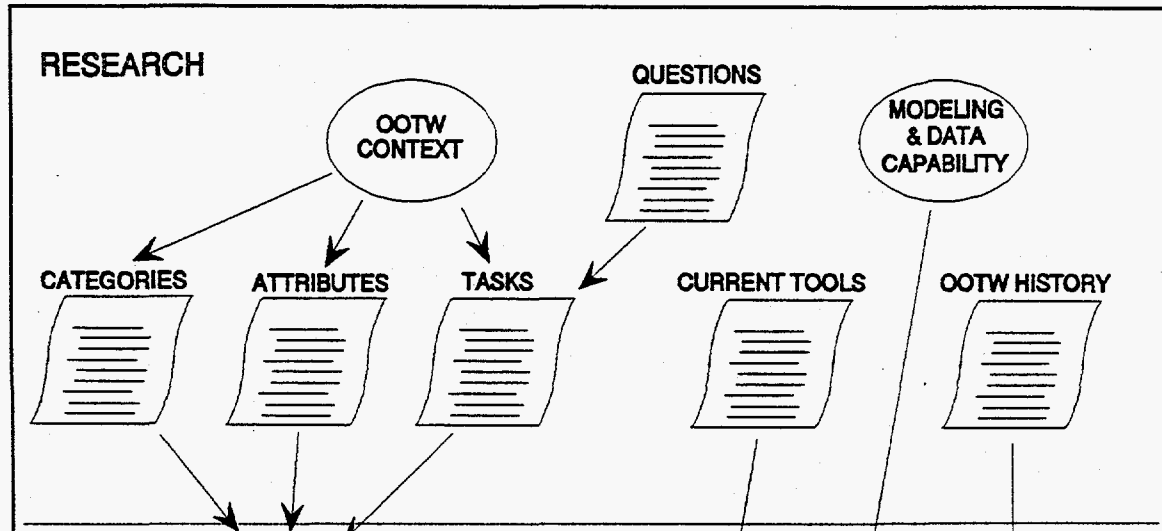 RESEARCH
QUESTIONS
OOTW
CONTEXT
MODELING
& DATA
CAPABILITY
CATEGORIES
ATTRIBUTES
TASKS
CURRENT TOOLS
OOTW HISTORY